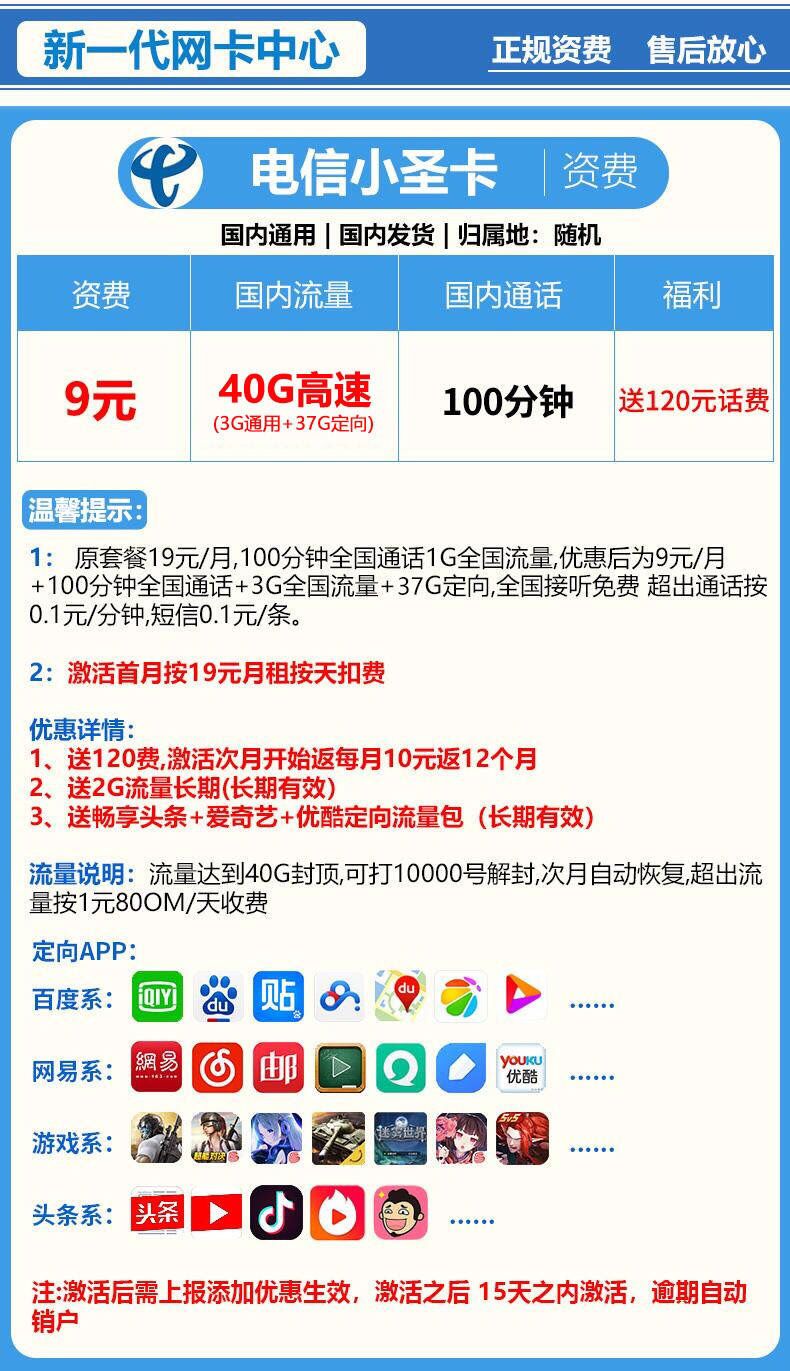 新一代网卡中心
正规资费 售后放心
电信小圣卡 资费
国内通用 | 国内发货 | 归属地：随机
资费 国内流量 国内通话 福利
9元 40G高速 100分钟 送120元话费
(3G通用+37G定向)
温馨提示：
1： 原套餐19元/月,100分钟全国通话1G全国流量,优惠后为9元/月
+100分钟全国通话+3G全国流量+37G定向,全国接听免费 超出通话按
0.1元/分钟,短信0.1元/条。
2：激活首月按19元月租按天扣费
优惠详情：
1、送120费,激活次月开始返每月10元返12个月
2、送2G流量长期(长期有效)
3、送畅享头条+爱奇艺+优酷定向流量包（长期有效）
流量说明：流量达到40G封顶,可打10000号解封,次月自动恢复,超出流
量按1元80OM/天收费
定向APP：
百度系： iQIYI du 贴 du ......
网易系： 網易 www.163.com 邮 YOUKU 优酷 ......
游戏系： 超能对决 迷雾世界 5v5 ......
头条系： 头条 ......
注:激活后需上报添加优惠生效，激活之后 15天之内激活，逾期自动
销户